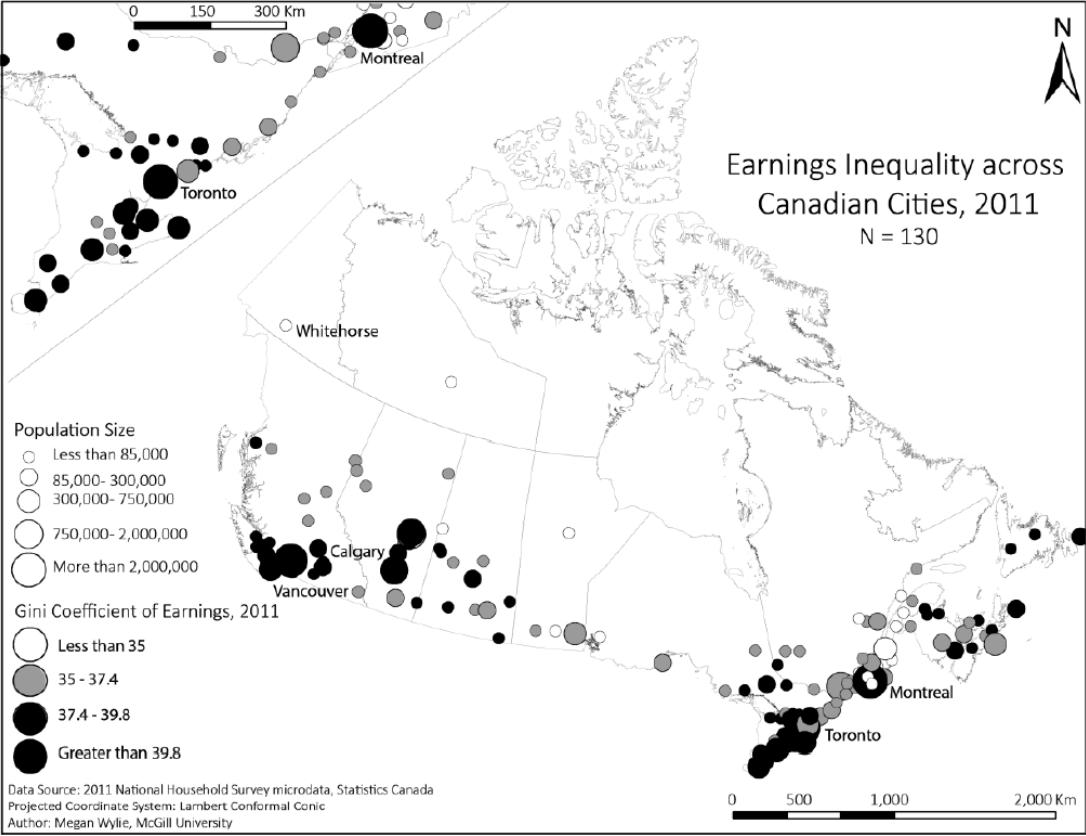 0 150 300 Km
Montreal
Toronto
N
Earnings Inequality across
Canadian Cities, 2011
N = 130
Whitehorse
Calgary
Vancouver
Montreal
Toronto
Population Size
Less than 85,000
85,000- 300,000
300,000- 750,000
750,000- 2,000,000
More than 2,000,000
Gini Coefficient of Earnings, 2011
Less than 35
35 - 37.4
37.4 - 39.8
Greater than 39.8
Data Source: 2011 National Household Survey microdata, Statistics Canada
Projected Coordinate System: Lambert Conformal Conic
Author: Megan Wylie, McGill University
0 500 1,000 2,000 Km